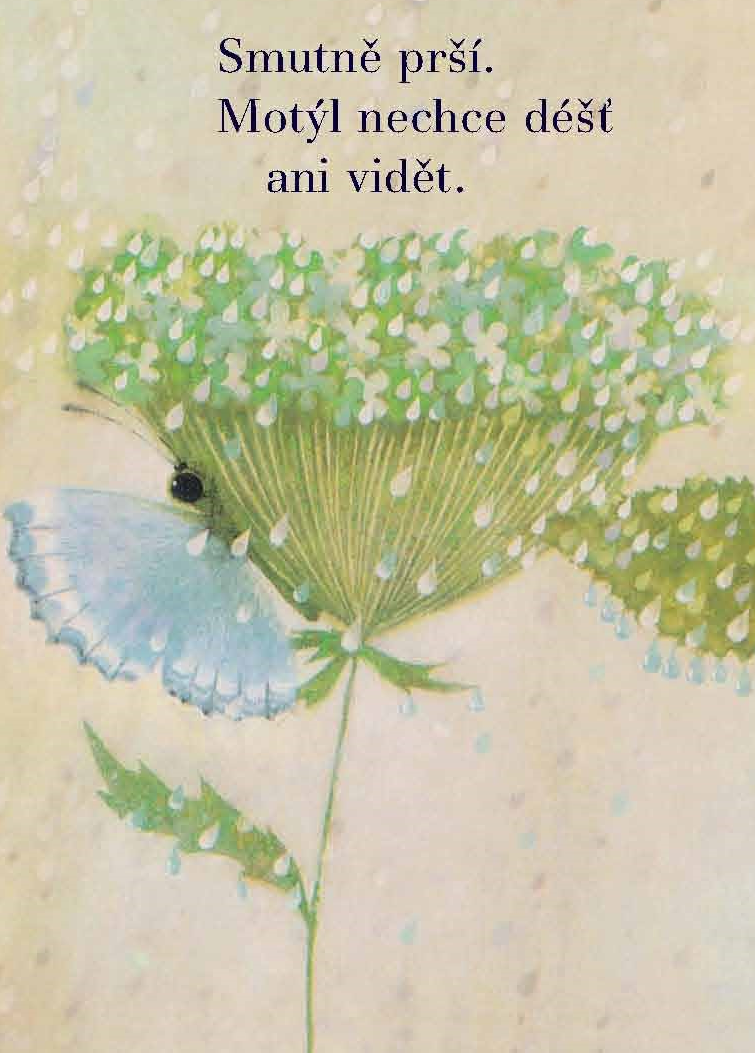 Smutně prší.
Motýl nechce déšť
ani vidět.